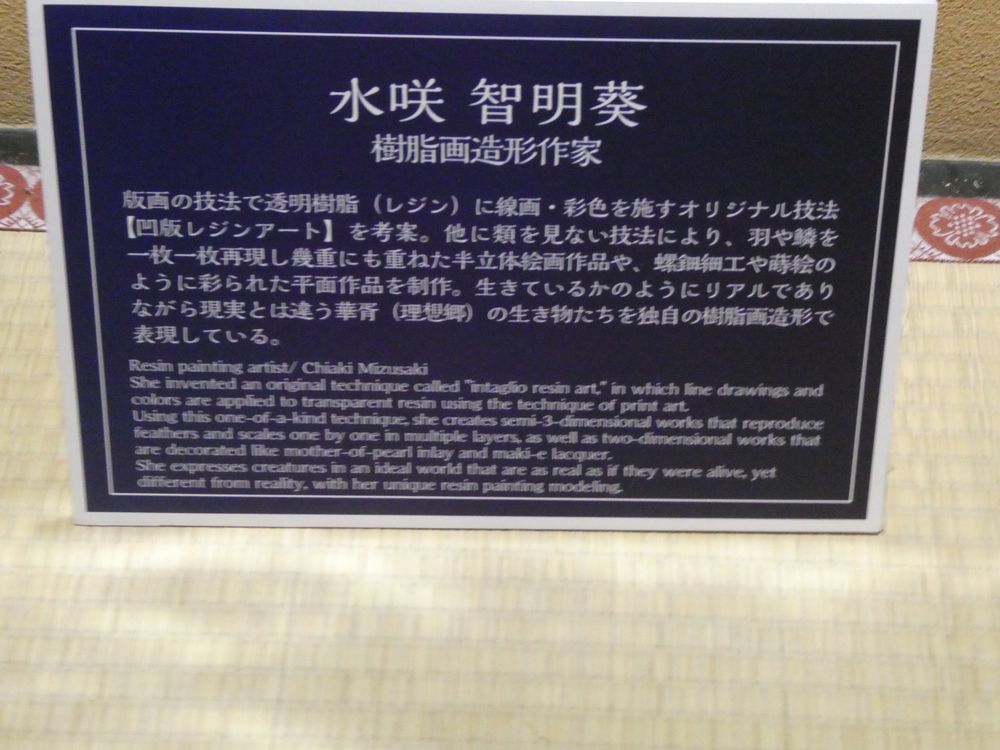 水咲 智明葵
樹脂画造形作家
版画の技法で透明樹脂（レジン）に線画・彩色を施すオリジナル技法
【凹版レジンアート】を考案。他に類を見ない技法により、羽や鱗を
一枚一枚再現し幾重にも重ねた半立体絵画作品や、螺鈿細工や蒔絵の
ように彩られた平面作品を制作。生きているかのようにリアルであり
ながら現実とは違う華胥（理想郷）の生き物たちを独自の樹脂画造形で
表現している。
Resin painting artist/ Chiaki Mizusaki
She invented an original technique called "intaglio resin art," in which line drawings and
colors are applied to transparent resin using the technique of print art.
Using this one-of-a-kind technique, she creates semi-3-dimensional works that reproduce
feathers and scales one by one in multiple layers, as well as two-dimensional works that
are decorated like mother-of-pearl inlay and maki-e lacquer.
She expresses creatures in an ideal world that are as real as if they were alive, yet
different from reality, with her unique resin painting modeling.